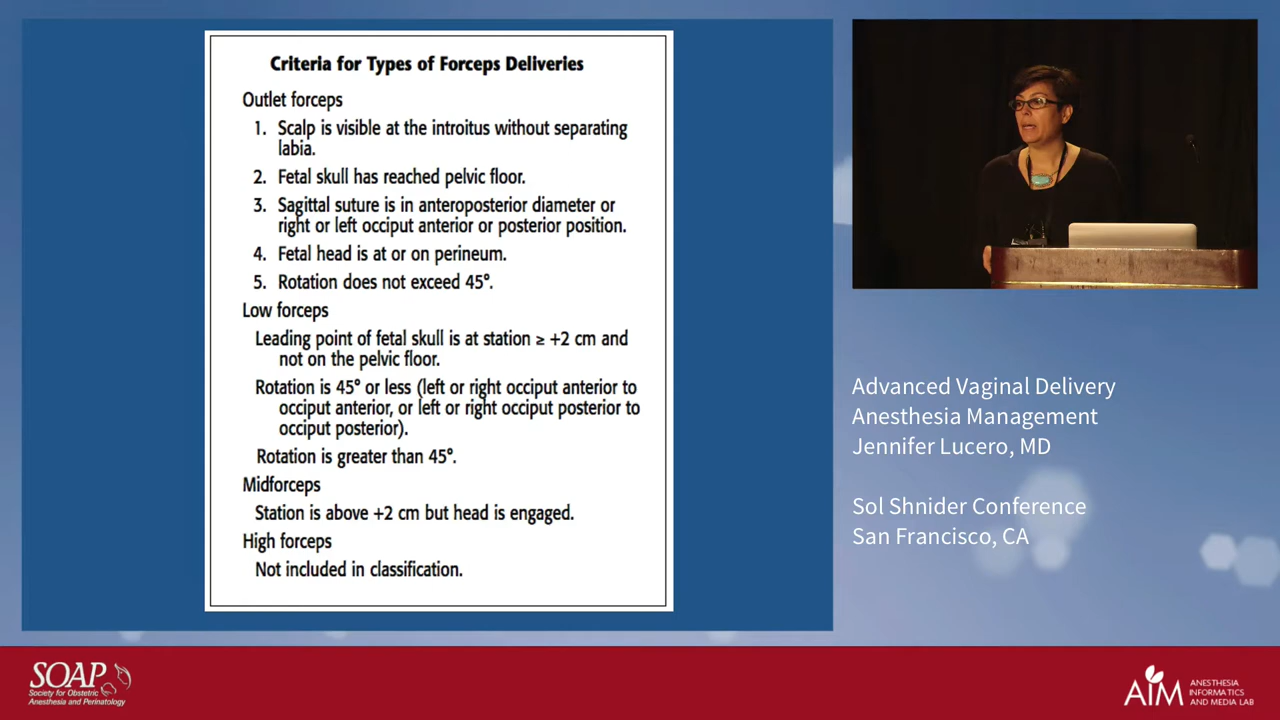 Criteria for Types of Forceps Deliveries
Outlet forceps
1. Scalp is visible at the introitus without separating
labia.
2. Fetal skull has reached pelvic floor.
3. Sagittal suture is in anteroposterior diameter or
right or left occiput anterior or posterior position.
4. Fetal head is at or on perineum.
5. Rotation does not exceed 45°.
Low forceps
Leading point of fetal skull is at station ≥ +2 cm and
not on the pelvic floor.
Rotation is 45° or less (left or right occiput anterior to
occiput anterior, or left or right occiput posterior to
occiput posterior).
Rotation is greater than 45°.
Midforceps
Station is above +2 cm but head is engaged.
High forceps
Not included in classification.
Advanced Vaginal Delivery
Anesthesia Management
Jennifer Lucero, MD
Sol Shnider Conference
San Francisco, CA
SOAP
Society for Obstetric
Anesthesia and Perinatology
AIM
ANESTHESIA
INFORMATICS
AND MEDIA LAB